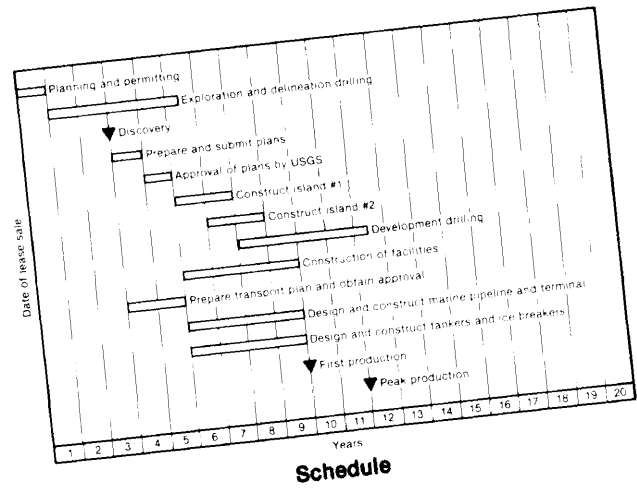 Planning and permitting
Exploration and delineation drilling
Discovery
Prepare and submit plans
Approval of plans by USGS
Construct island #1
Construct island #2
Development drilling
Construction of facilities
Prepare transport plan and obtain approval
Design and construct marine pipeline and terminal
Design and construct tankers and ice breakers
First production
Peak production
Date of lease sale
1 2 3 4 5 6 7 8 9 10 11 12 13 14 15 16 17 18 19 20
Years
Schedule